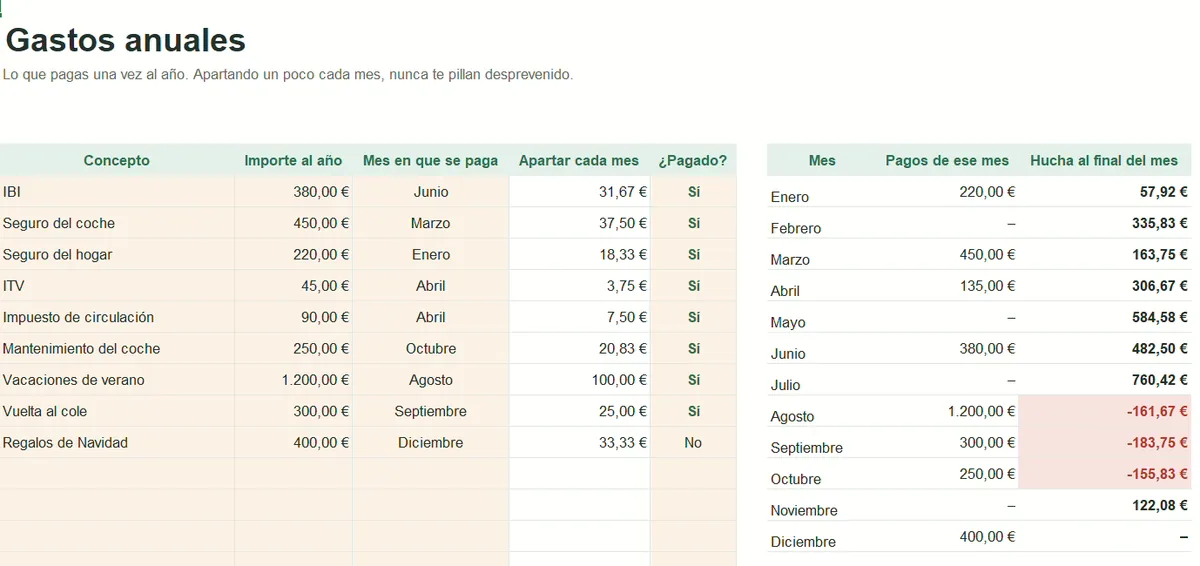 Gastos anuales
Lo que pagas una vez al año. Apartando un poco cada mes, nunca te pillan desprevenido.
Concepto Importe al año Mes en que se paga Apartar cada mes ¿Pagado?
IBI 380,00 € Junio 31,67 € Sí
Seguro del coche 450,00 € Marzo 37,50 € Sí
Seguro del hogar 220,00 € Enero 18,33 € Sí
ITV 45,00 € Abril 3,75 € Sí
Impuesto de circulación 90,00 € Abril 7,50 € Sí
Mantenimiento del coche 250,00 € Octubre 20,83 € Sí
Vacaciones de verano 1.200,00 € Agosto 100,00 € Sí
Vuelta al cole 300,00 € Septiembre 25,00 € Sí
Regalos de Navidad 400,00 € Diciembre 33,33 € No
Mes Pagos de ese mes Hucha al final del mes
Enero 220,00 € 57,92 €
Febrero – 335,83 €
Marzo 450,00 € 163,75 €
Abril 135,00 € 306,67 €
Mayo – 584,58 €
Junio 380,00 € 482,50 €
Julio – 760,42 €
Agosto 1.200,00 € -161,67 €
Septiembre 300,00 € -183,75 €
Octubre 250,00 € -155,83 €
Noviembre – 122,08 €
Diciembre 400,00 € –